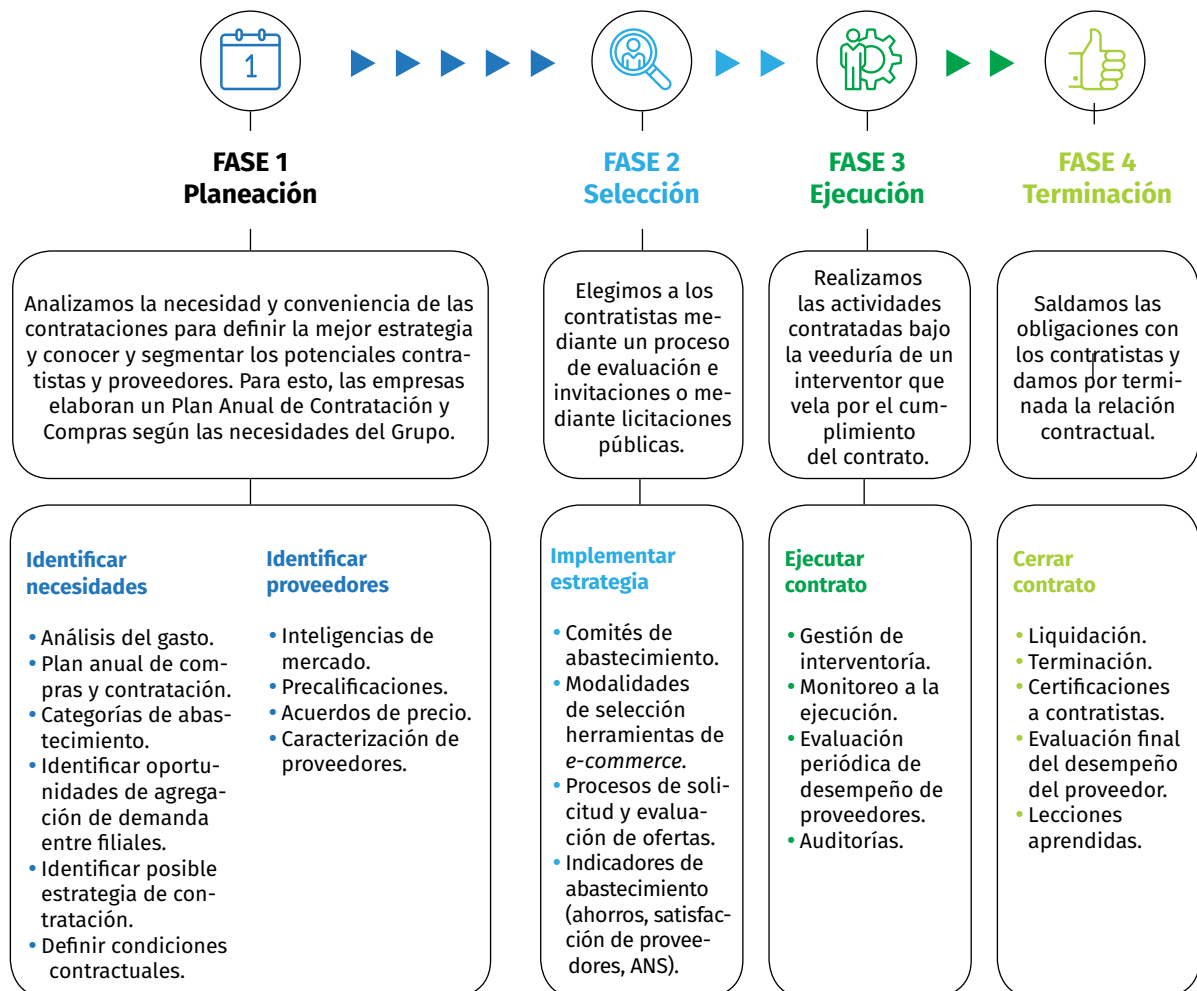 1
FASE 1
Planeación
FASE 2
Selección
FASE 3
Ejecución
FASE 4
Terminación
Analizamos la necesidad y conveniencia de las
contrataciones para definir la mejor estrategia
y conocer y segmentar los potenciales contra-
tistas y proveedores. Para esto, las empresas
elaboran un Plan Anual de Contratación y
Compras según las necesidades del Grupo.
Elegimos a los
contratistas me-
diante un proceso
de evaluación e
invitaciones o me-
diante licitaciones
públicas.
Realizamos
las actividades
contratadas bajo
la veeduría de un
interventor que
vela por el cum-
plimiento
del contrato.
Saldamos las
obligaciones con
los contratistas y
damos por termi-
nada la relación
contractual.
Identificar
necesidades
• Análisis del gasto.
• Plan anual de com-
pras y contratación.
• Categorías de abas-
tecimiento.
• Identificar oportu-
nidades de agrega-
ción de demanda
entre filiales.
• Identificar posible
estrategia de con-
tratación.
• Definir condiciones
contractuales.
Identificar
proveedores
• Inteligencias de
mercado.
• Precalificaciones.
• Acuerdos de precio.
• Caracterización de
proveedores.
Implementar
estrategia
• Comités de
abastecimiento.
• Modalidades
de selección
herramientas de
e-commerce.
• Procesos de soli-
citud y evalua-
ción de ofertas.
• Indicadores de
abastecimiento
(ahorros, satisfac-
ción de provee-
dores, ANS).
Ejecutar
contrato
• Gestión de
interventoría.
• Monitoreo a la
ejecución.
• Evaluación
periódica de
desempeño de
proveedores.
• Auditorías.
Cerrar
contrato
• Liquidación.
• Terminación.
• Certificaciones
a contratistas.
• Evaluación final
del desempeño
del proveedor.
• Lecciones
aprendidas.